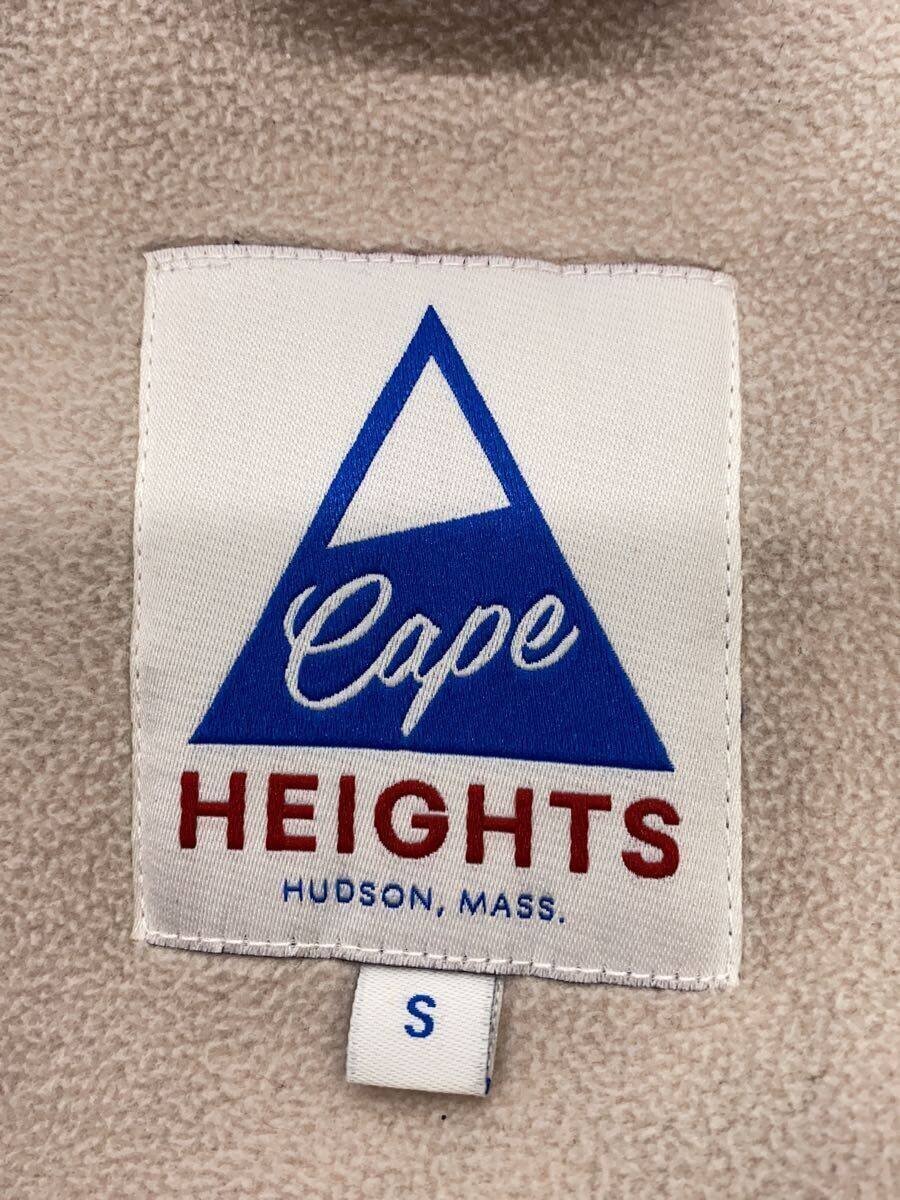 Cape
HEIGHTS
HUDSON, MASS.
S